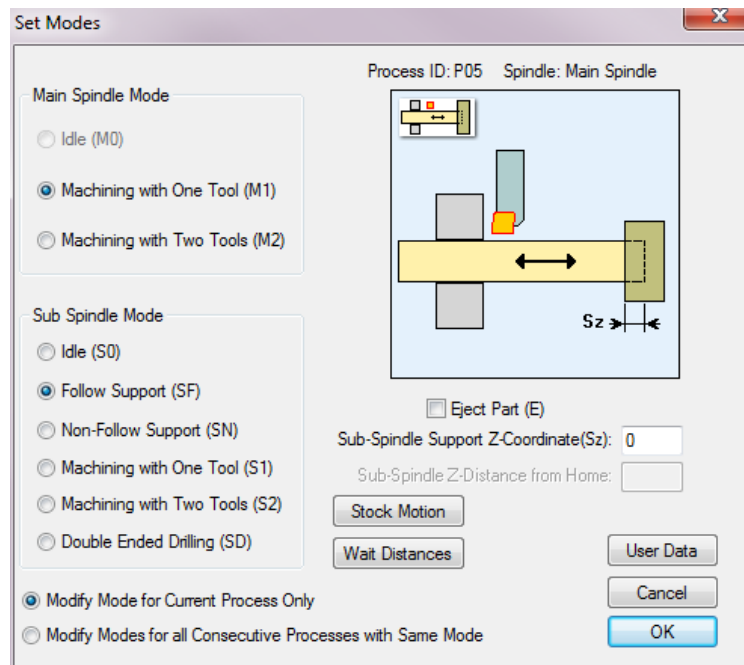 Set Modes
Process ID: P05 Spindle: Main Spindle
Main Spindle Mode
Idle (M0)
Machining with One Tool (M1)
Machining with Two Tools (M2)
Sz
Sub Spindle Mode
Idle (S0)
Follow Support (SF)
Non-Follow Support (SN)
Machining with One Tool (S1)
Machining with Two Tools (S2)
Double Ended Drilling (SD)
Eject Part (E)
Sub-Spindle Support Z-Coordinate(Sz): 0
Sub-Spindle Z-Distance from Home:
Stock Motion
Wait Distances
User Data
Cancel
OK
Modify Mode for Current Process Only
Modify Modes for all Consecutive Processes with Same Mode